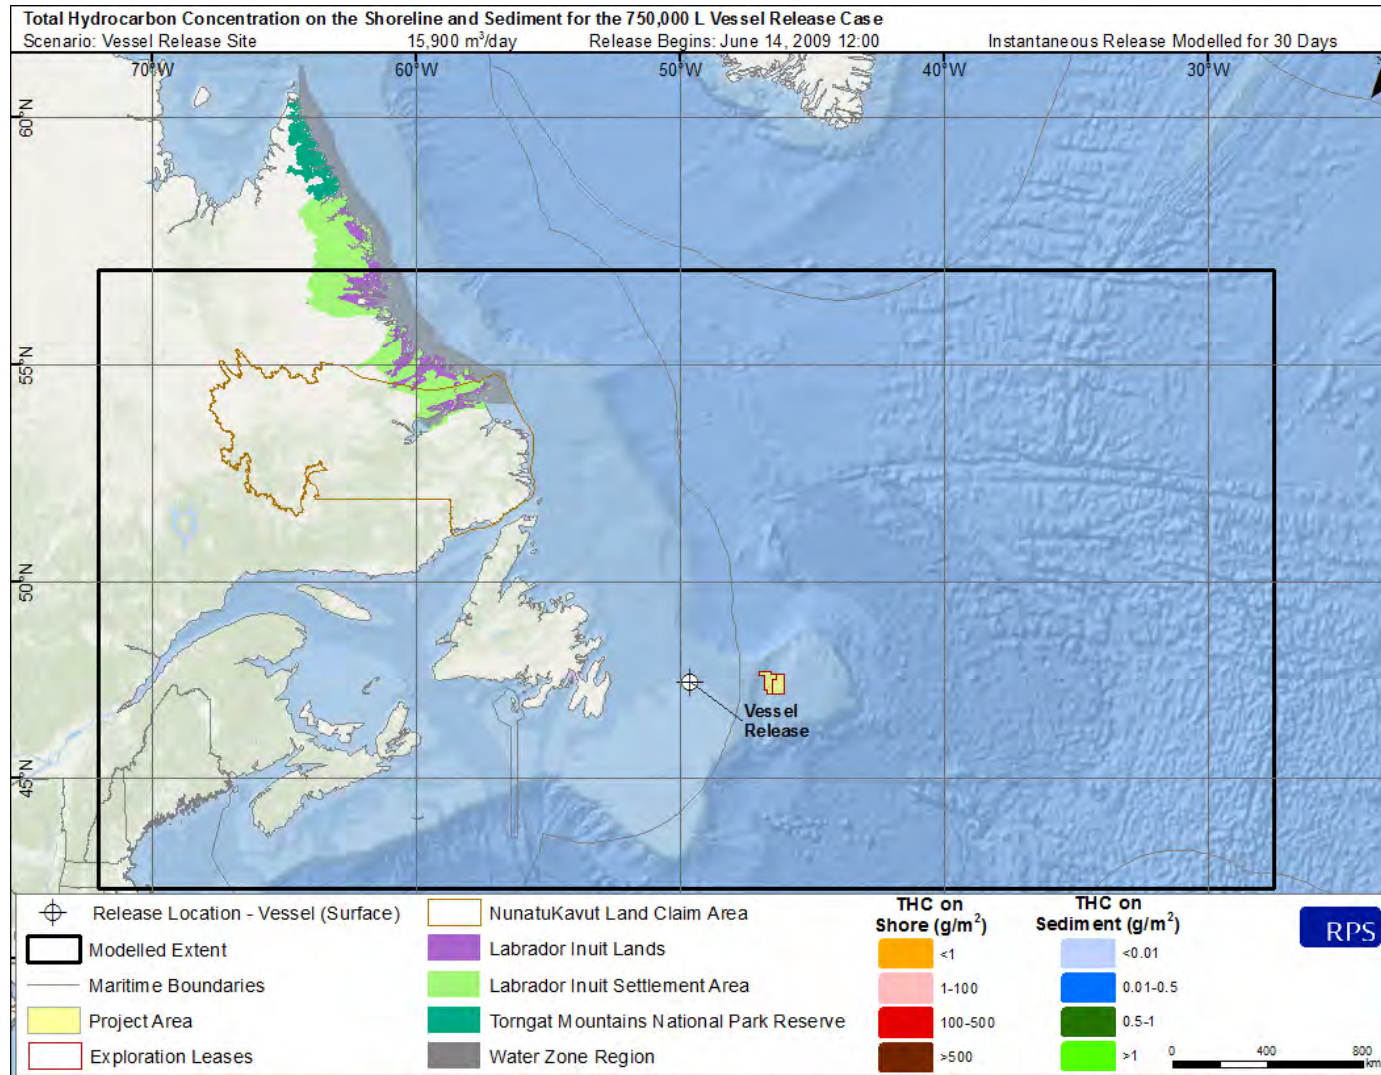 Total Hydrocarbon Concentration on the Shoreline and Sediment for the 750,000 L Vessel Release Case
Scenario: Vessel Release Site 15,900 m³/day Release Begins: June 14, 2009 12:00 Instantaneous Release Modelled for 30 Days
70°W 60°W 50°W 40°W 30°W
60°N
55°N
50°N
45°N
Vessel
Release
Release Location - Vessel (Surface)
Modelled Extent
Maritime Boundaries
Project Area
Exploration Leases
NunatuKavut Land Claim Area
Labrador Inuit Lands
Labrador Inuit Settlement Area
Torngat Mountains National Park Reserve
Water Zone Region
THC on
Shore (g/m²)
<1
1-100
100-500
>500
THC on
Sediment (g/m²)
<0.01
0.01-0.5
0.5-1
>1
RPS
0 400 800
km